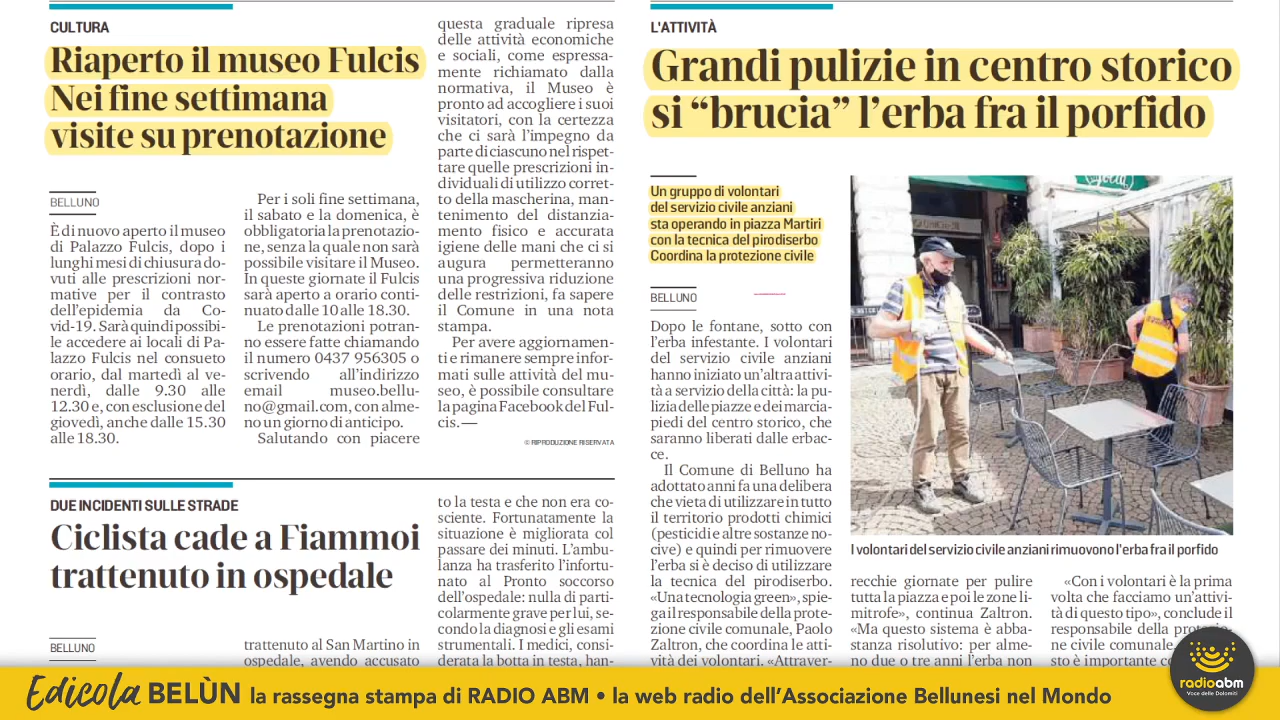 CULTURA
Riaperto il museo Fulcis
Nei fine settimana
visite su prenotazione
BELLUNO
È di nuovo aperto il museo
di Palazzo Fulcis, dopo i
lunghi mesi di chiusura do-
vuti alle prescrizioni nor-
mative per il contrasto
dell'epidemia da Co-
vid-19. Sarà quindi possibi-
le accedere ai locali di Pa-
lazzo Fulcis nel consueto
orario, dal martedì al ve-
nerdì, dalle 9.30 alle
12.30 e, con esclusione del
giovedì, anche dalle 15.30
alle 18.30.
Per i soli fine settimana,
il sabato e la domenica, è
obbligatoria la prenotazio-
ne, senza la quale non sarà
possibile visitare il Museo.
In queste giornate il Fulcis
sarà aperto a orario conti-
nuato dalle 10 alle 18.30.
Le prenotazioni potran-
no essere fatte chiamando
il numero 0437 956305 o
scrivendo all'indirizzo
email museo.bellu-
no@gmail.com, con alme-
no un giorno di anticipo.
Salutando con piacere
questa graduale ripresa
delle attività economiche
e sociali, come espressa-
mente richiamato dalla
normativa, il Museo è
pronto ad accogliere i suoi
visitatori, con la certezza
che ci sarà l'impegno da
parte di ciascuno nel rispet-
tare quelle prescrizioni in-
dividuali di utilizzo corret-
to della mascherina, man-
tenimento del distanzia-
mento fisico e accurata
igiene delle mani che ci si
augura permetteranno
una progressiva riduzione
delle restrizioni, fa sapere
il Comune in una nota
stampa.
Per avere aggiornamen-
ti e rimanere sempre infor-
mati sulle attività del mu-
seo, è possibile consultare
la pagina Facebook del Ful-
cis.—
© RIPRODUZIONE RISERVATA
DUE INCIDENTI SULLE STRADE
Ciclista cade a Fiammoi
trattenuto in ospedale
BELLUNO
trattenuto al San Martino in
ospedale, avendo accusato
to la testa e che non era co-
sciente. Fortunatamente la
situazione è migliorata col
passare dei minuti. L'ambu-
lanza ha trasferito l'infortu-
nato al Pronto soccorso
dell'ospedale: nulla di parti-
colarmente grave per lui, se-
condo la diagnosi e gli esami
strumentali. I medici, consi-
derata la botta in testa, han-
L'ATTIVITÀ
Grandi pulizie in centro storico
si “brucia” l'erba fra il porfido
Un gruppo di volontari
del servizio civile anziani
sta operando in piazza Martiri
con la tecnica del pirodiserbo
Coordina la protezione civile
BELLUNO
Dopo le fontane, sotto con
l'erba infestante. I volontari
del servizio civile anziani
hanno iniziato un'altra attivi-
tà a servizio della città: la pu-
lizia delle piazze e dei marcia-
piedi del centro storico, che
saranno liberati dalle erbac-
ce.
Il Comune di Belluno ha
adottato anni fa una delibera
che vieta di utilizzare in tutto
il territorio prodotti chimici
(pesticidi e altre sostanze no-
cive) e quindi per rimuovere
l'erba si è deciso di utilizzare
la tecnica del pirodiserbo.
«Una tecnologia green», spie-
ga il responsabile della prote-
zione civile comunale, Paolo
Zaltron, che coordina le atti-
vità dei volontari. «Attraver-
I volontari del servizio civile anziani rimuovono l'erba fra il porfido
recchie giornate per pulire
tutta la piazza e poi le zone li-
mitrofe», continua Zaltron.
«Ma questo sistema è abba-
stanza risolutivo: per alme-
no due o tre anni l'erba non
«Con i volontari è la prima
volta che facciamo un'attivi-
tà di questo tipo», conclude il
responsabile della
zione civile comunale,
sto è importante
Edicola BELÙN la rassegna stampa di RADIO ABM • la web radio dell'Associazione Bellunesi nel Mondo
radioabm
Voce delle Dolomiti